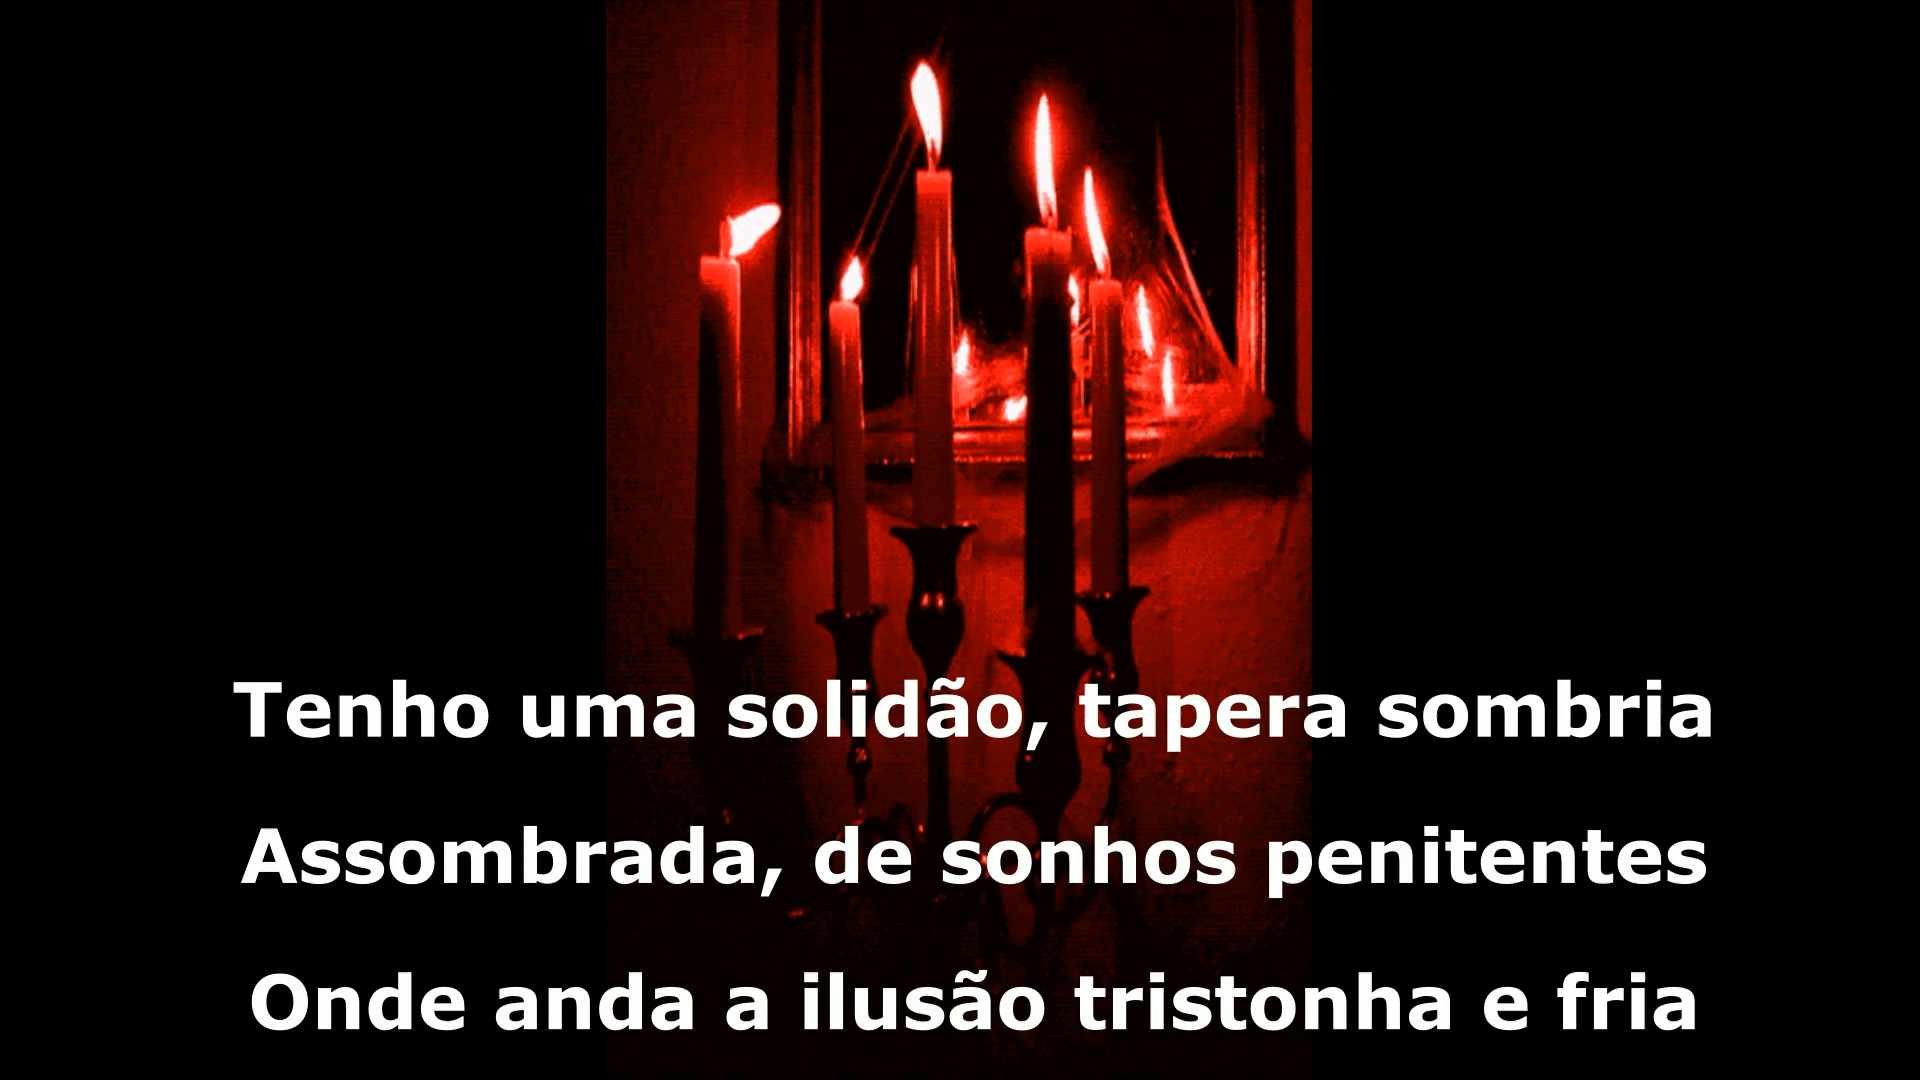 Tenho uma solidão, tapera sombria
Assombrada, de sonhos penitentes
Onde anda a ilusão tristonha e fria